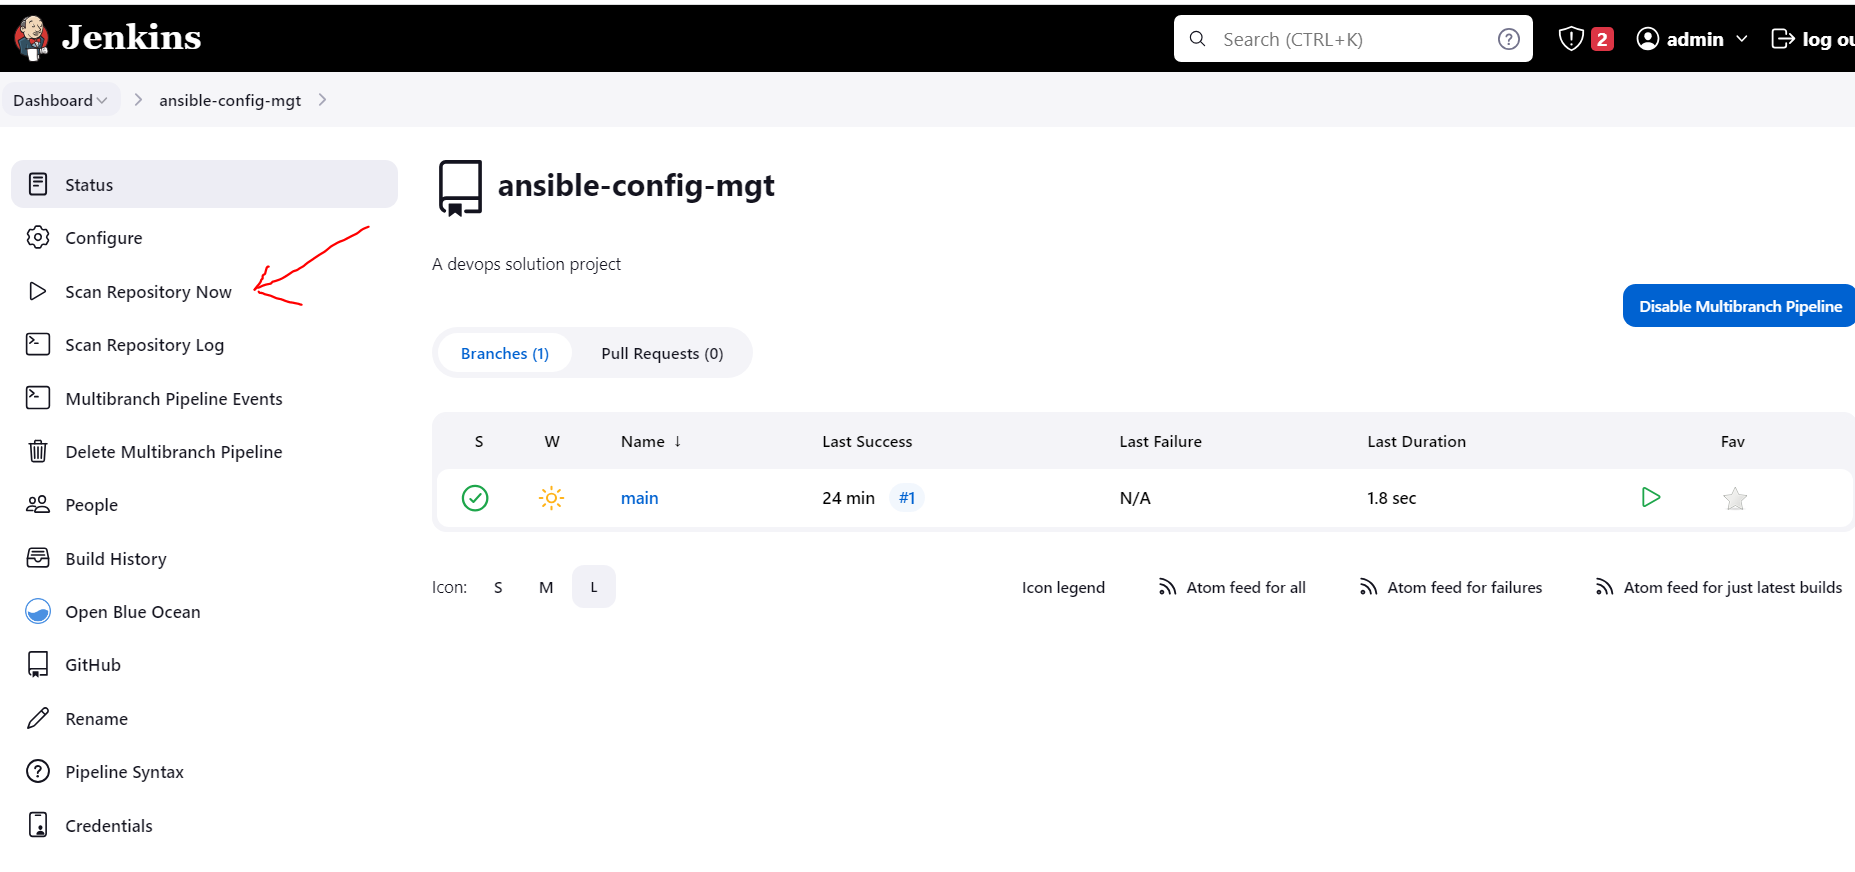 Jenkins
Search (CTRL+K)
2
admin
log ou
Dashboard
ansible-config-mgt
Status
Configure
Scan Repository Now
Scan Repository Log
Multibranch Pipeline Events
Delete Multibranch Pipeline
People
Build History
Open Blue Ocean
GitHub
Rename
Pipeline Syntax
Credentials
ansible-config-mgt
A devops solution project
Disable Multibranch Pipeline
Branches (1) Pull Requests (0)
S W Name ↓ Last Success Last Failure Last Duration Fav
main 24 min #1 N/A 1.8 sec
Icon: S M L
Icon legend Atom feed for all Atom feed for failures Atom feed for just latest builds